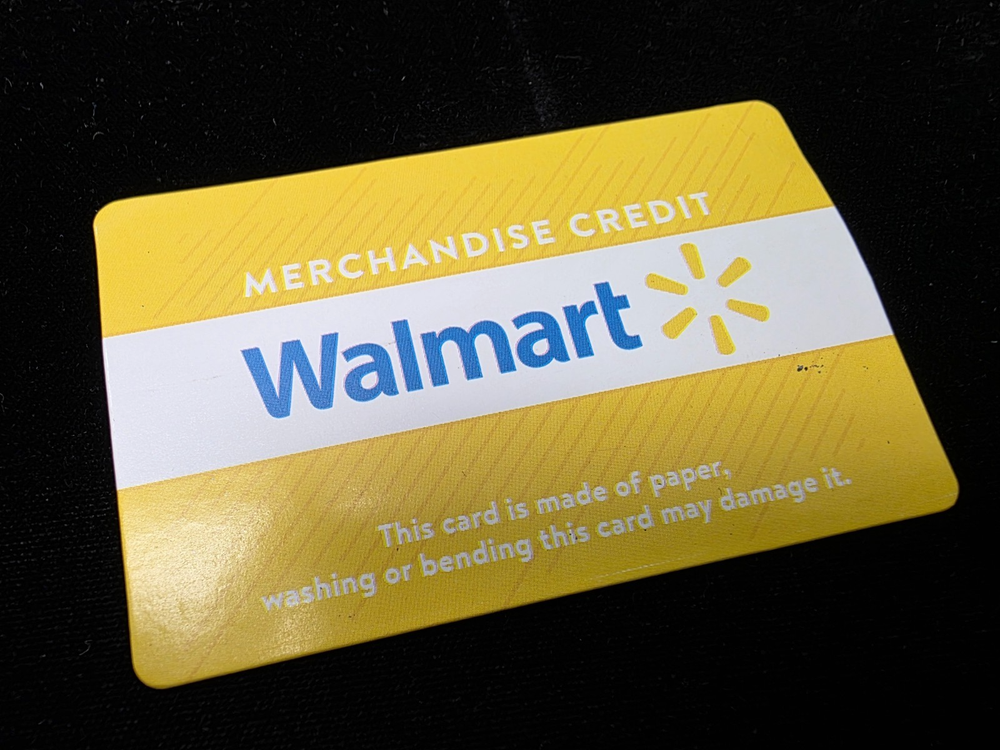 MERCHANDISE CREDIT
Walmart
This card is made of paper,
washing or bending this card may damage it.